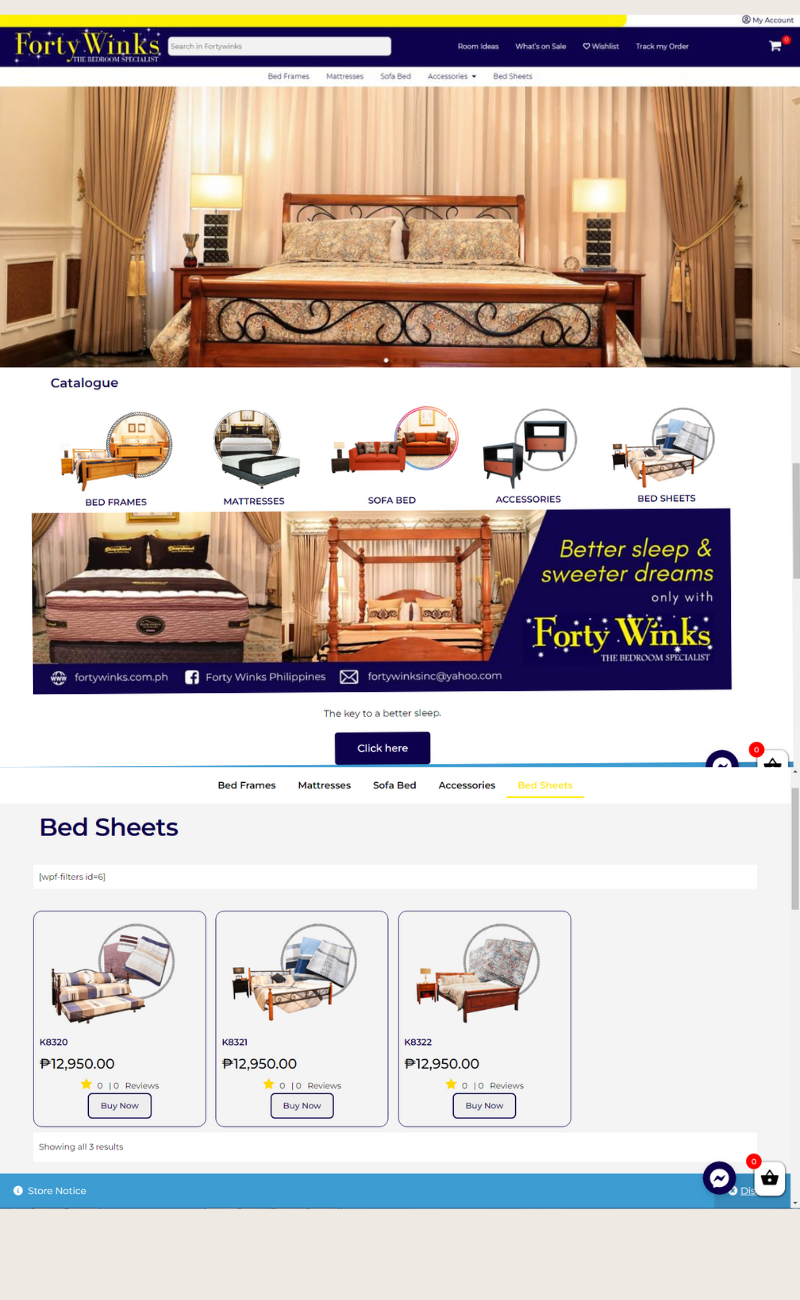 My Account
Forty Winks
THE BEDROOM SPECIALIST
Search in Fortywinks
Room Ideas What's on Sale Wishlist Track my Order
0
Bed Frames Mattresses Sofa Bed Accessories Bed Sheets
Catalogue
BED FRAMES MATTRESSES SOFA BED ACCESSORIES BED SHEETS
Better sleep &
sweeter dreams
only with
Forty Winks
THE BEDROOM SPECIALIST
fortywinks.com.ph Forty Winks Philippines fortywinksinc@yahoo.com
The key to a better sleep.
Click here
0
Bed Frames Mattresses Sofa Bed Accessories Bed Sheets
Bed Sheets
[wpf-filters id=6]
K8320 K8321 K8322
₱12,950.00 ₱12,950.00 ₱12,950.00
0 | 0 Reviews 0 | 0 Reviews 0 | 0 Reviews
Buy Now Buy Now Buy Now
Showing all 3 results
0
Store Notice Dis